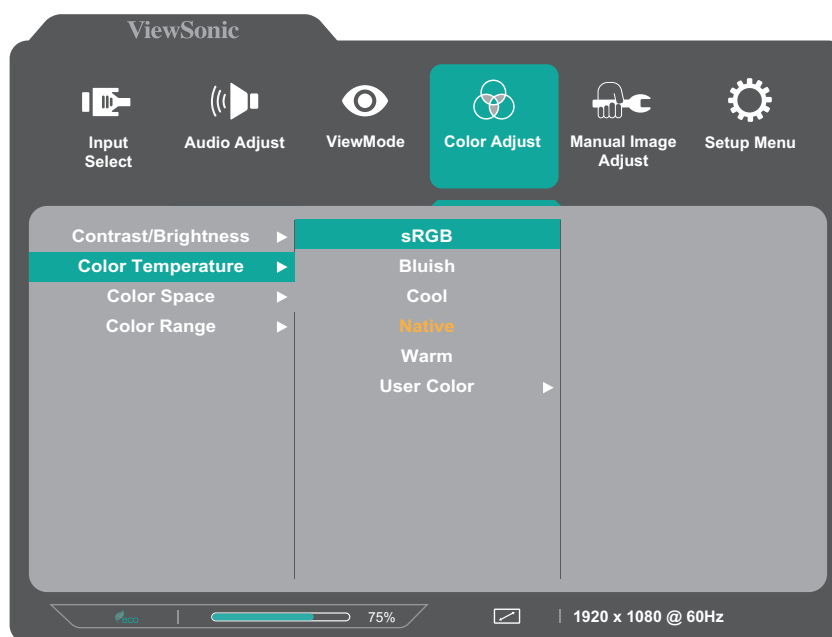 ViewSonic
Input
Select
Audio Adjust
ViewMode
Color Adjust
Manual Image
Adjust
Setup Menu
Contrast/Brightness
Color Temperature
Color Space
Color Range
sRGB
Bluish
Cool
Native
Warm
User Color
eco
75%
1920 x 1080 @ 60Hz